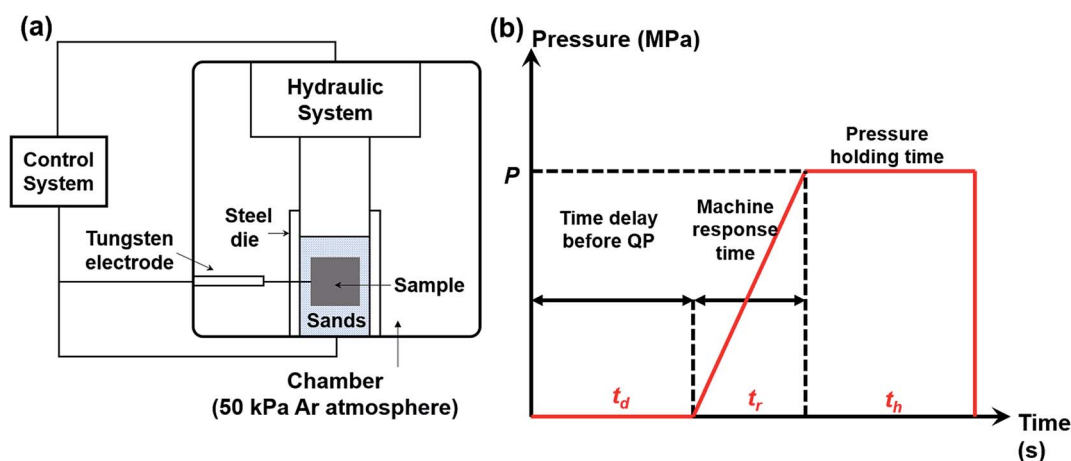 (a)
Hydraulic
System
Control
System
Steel
die
Tungsten
electrode
Sample
Sands
Chamber
(50 kPa Ar atmosphere)
(b)
Pressure (MPa)
Pressure
holding time
P
Time delay
before QP
Machine
response
time
t_d
t_r
t_h
Time
(s)